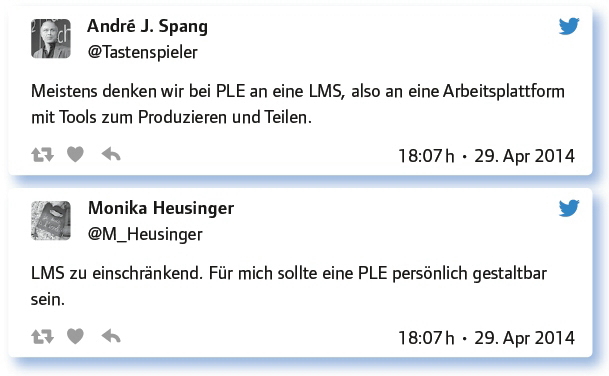 André J. Spang
@Tastenspieler
Meistens denken wir bei PLE an eine LMS, also an eine Arbeitsplattform
mit Tools zum Produzieren und Teilen.
18:07 h • 29. Apr 2014
Monika Heusinger
@M_Heusinger
LMS zu einschränkend. Für mich sollte eine PLE persönlich gestaltbar
sein.
18:07 h • 29. Apr 2014